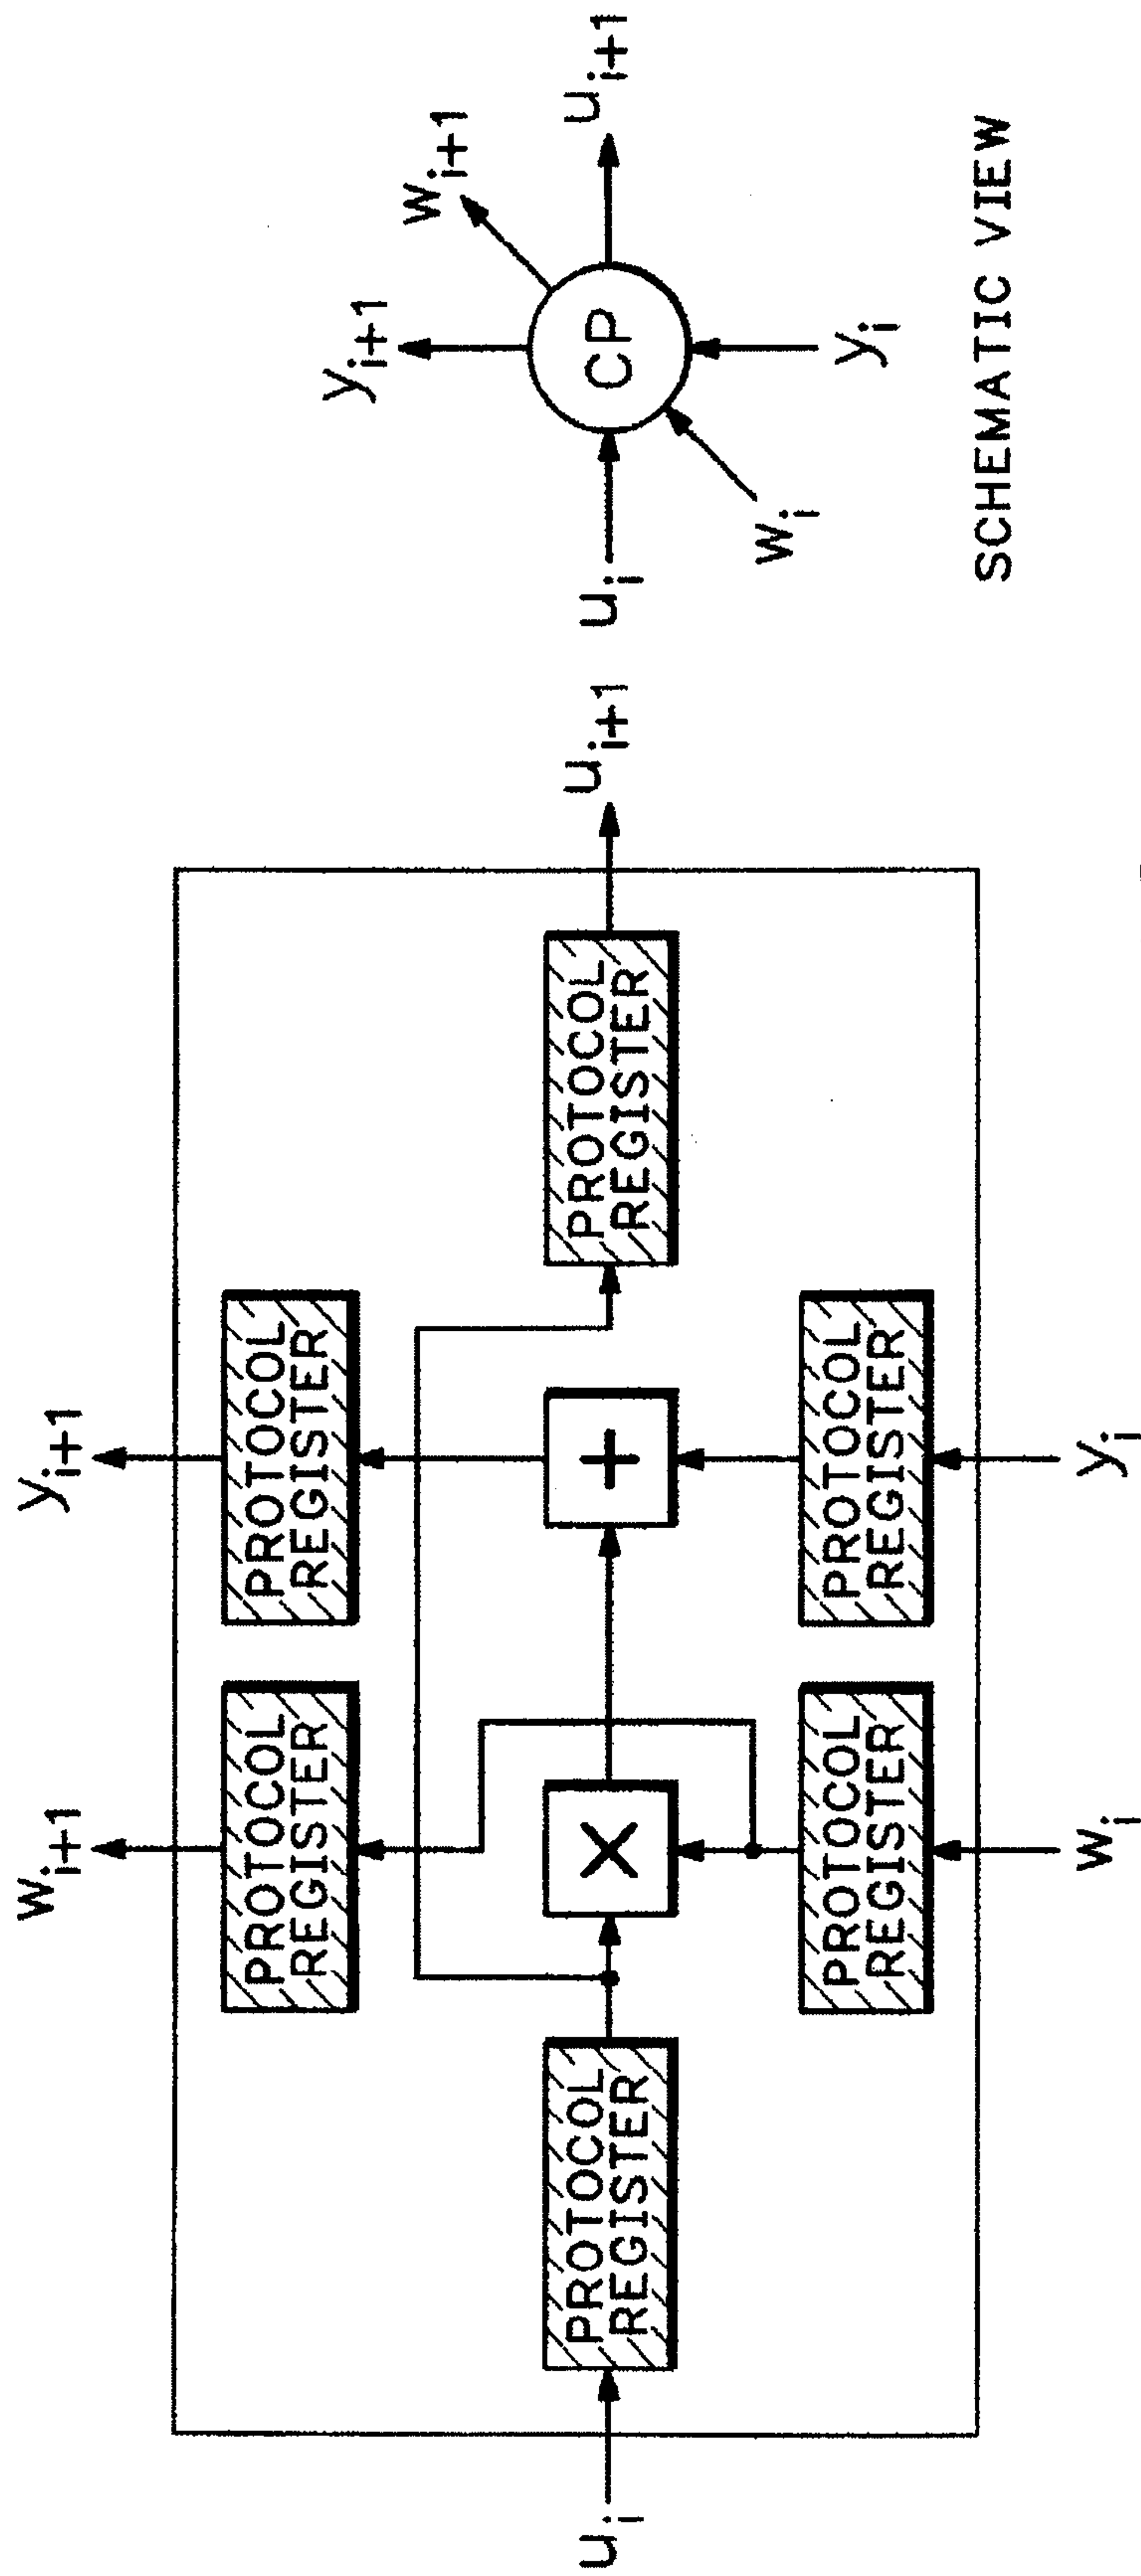 w_{i+1}
y_{i+1}
PROTOCOL
REGISTER
PROTOCOL
REGISTER
u_i
PROTOCOL
REGISTER
×
+
PROTOCOL
REGISTER
u_{i+1}
PROTOCOL
REGISTER
PROTOCOL
REGISTER
w_i
y_i
y_{i+1}
w_{i+1}
u_i
CP
u_{i+1}
w_i
y_i
SCHEMATIC VIEW